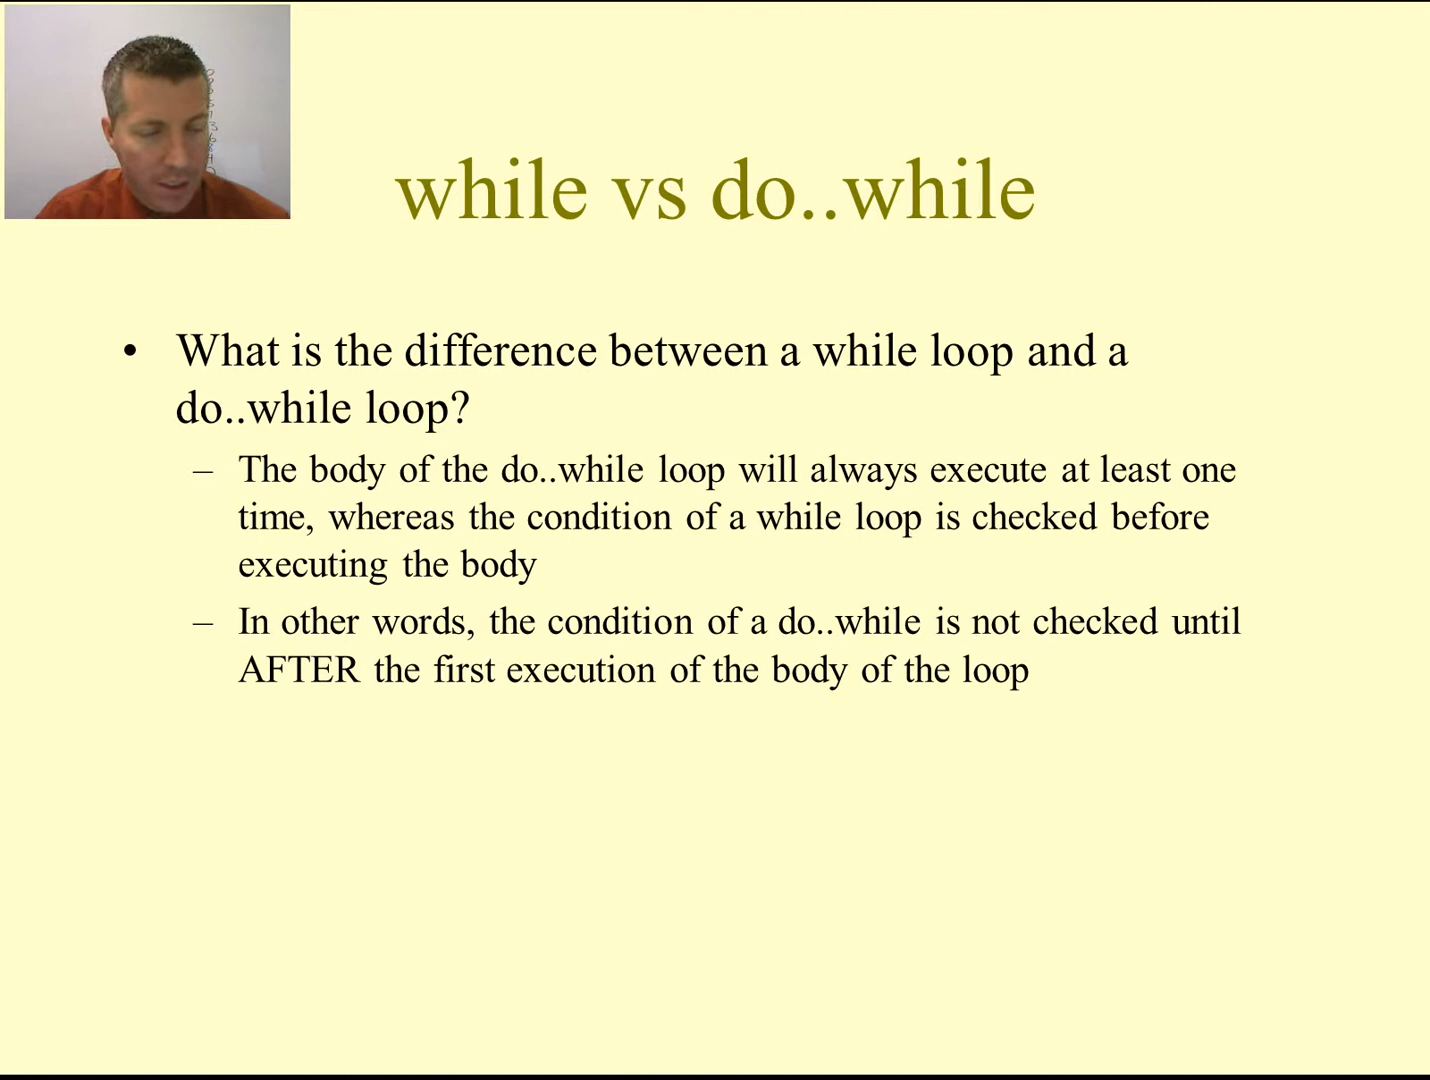 while vs do..while
• What is the difference between a while loop and a
do..while loop?
– The body of the do..while loop will always execute at least one
time, whereas the condition of a while loop is checked before
executing the body
– In other words, the condition of a do..while is not checked until
AFTER the first execution of the body of the loop